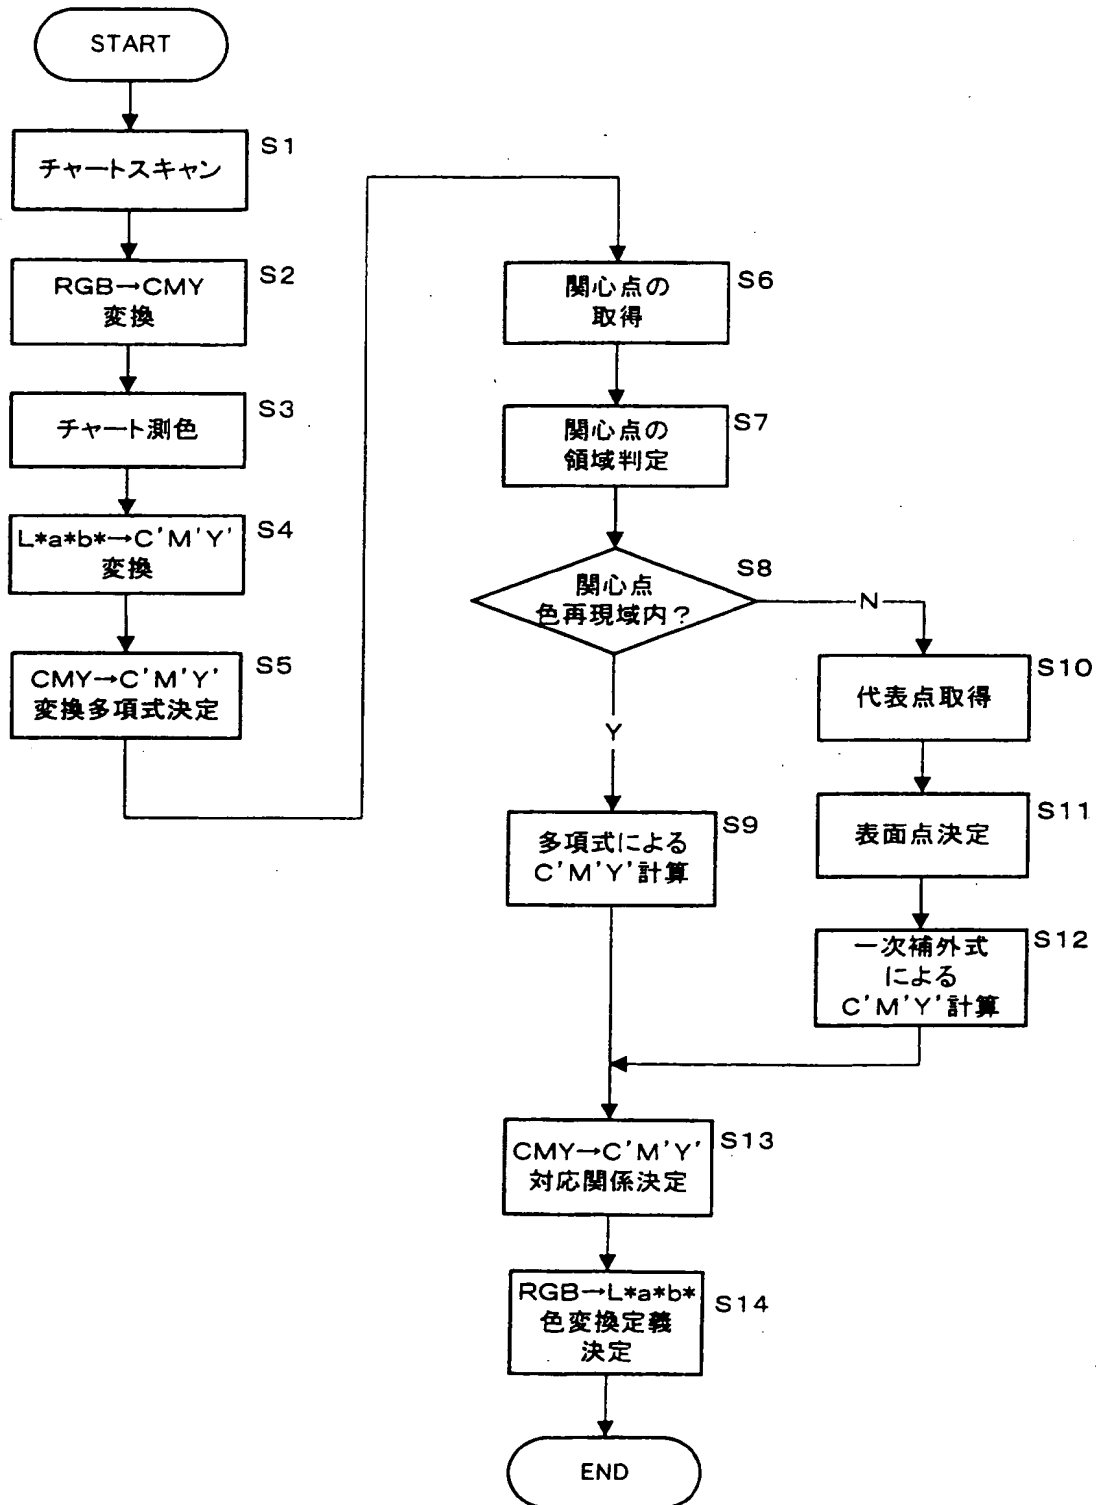 START
チャートスキャン
S1
RGB→CMY
変換
S2
チャート測色
S3
L*a*b*→C'M'Y'
変換
S4
CMY→C'M'Y'
変換多項式決定
S5
関心点の
取得
S6
関心点の
領域判定
S7
関心点
色再現域内?
S8
N
Y
多項式による
C'M'Y'計算
S9
代表点取得
S10
表面点決定
S11
一次補外式
による
C'M'Y'計算
S12
CMY→C'M'Y'
対応関係決定
S13
RGB→L*a*b*
色変換定義
決定
S14
END